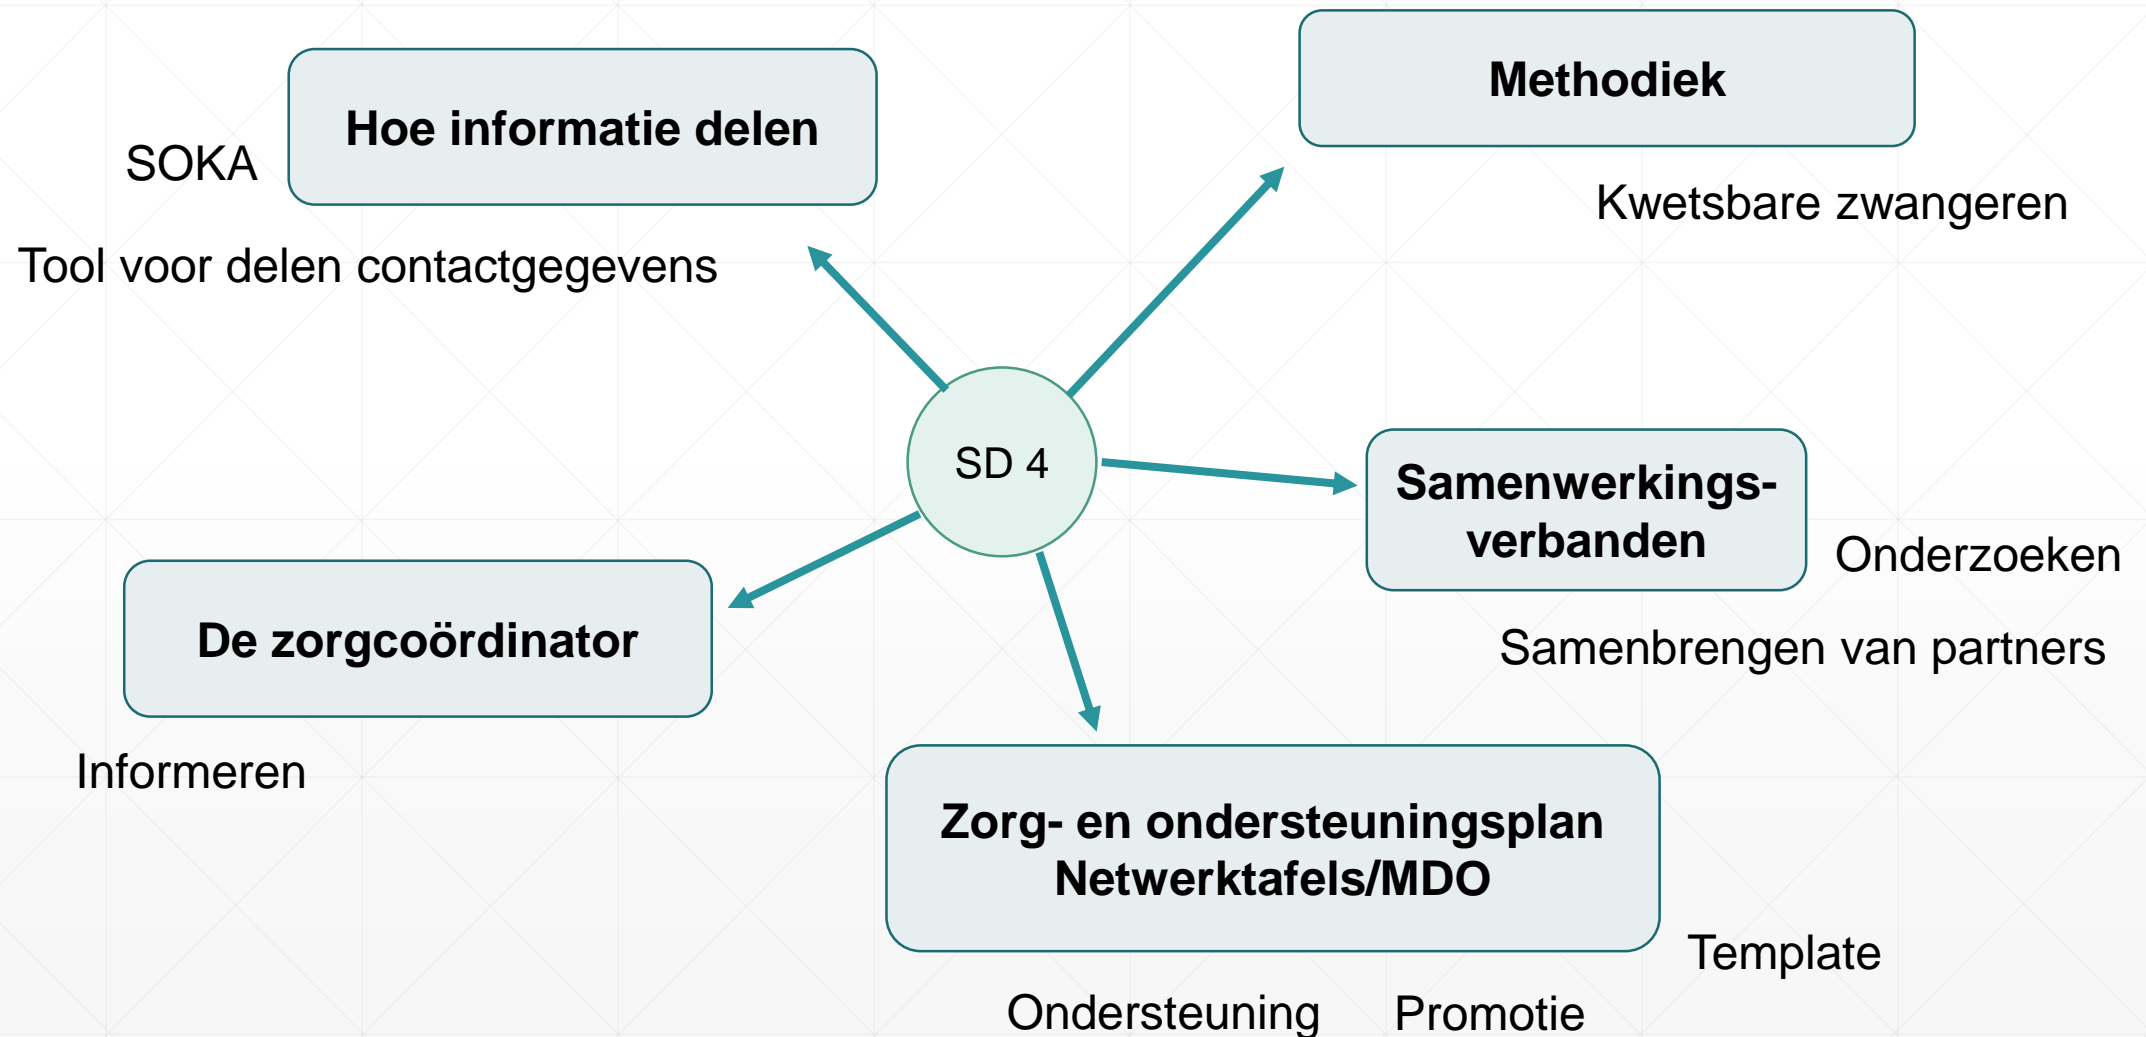 Hoe informatie delen
SOKA
Tool voor delen contactgegevens
Methodiek
Kwetsbare zwangeren
SD 4
Samenwerkings-
verbanden
Onderzoeken
Samenbrengen van partners
De zorgcoördinator
Informeren
Zorg- en ondersteuningsplan
Netwerktafels/MDO
Template
Ondersteuning
Promotie